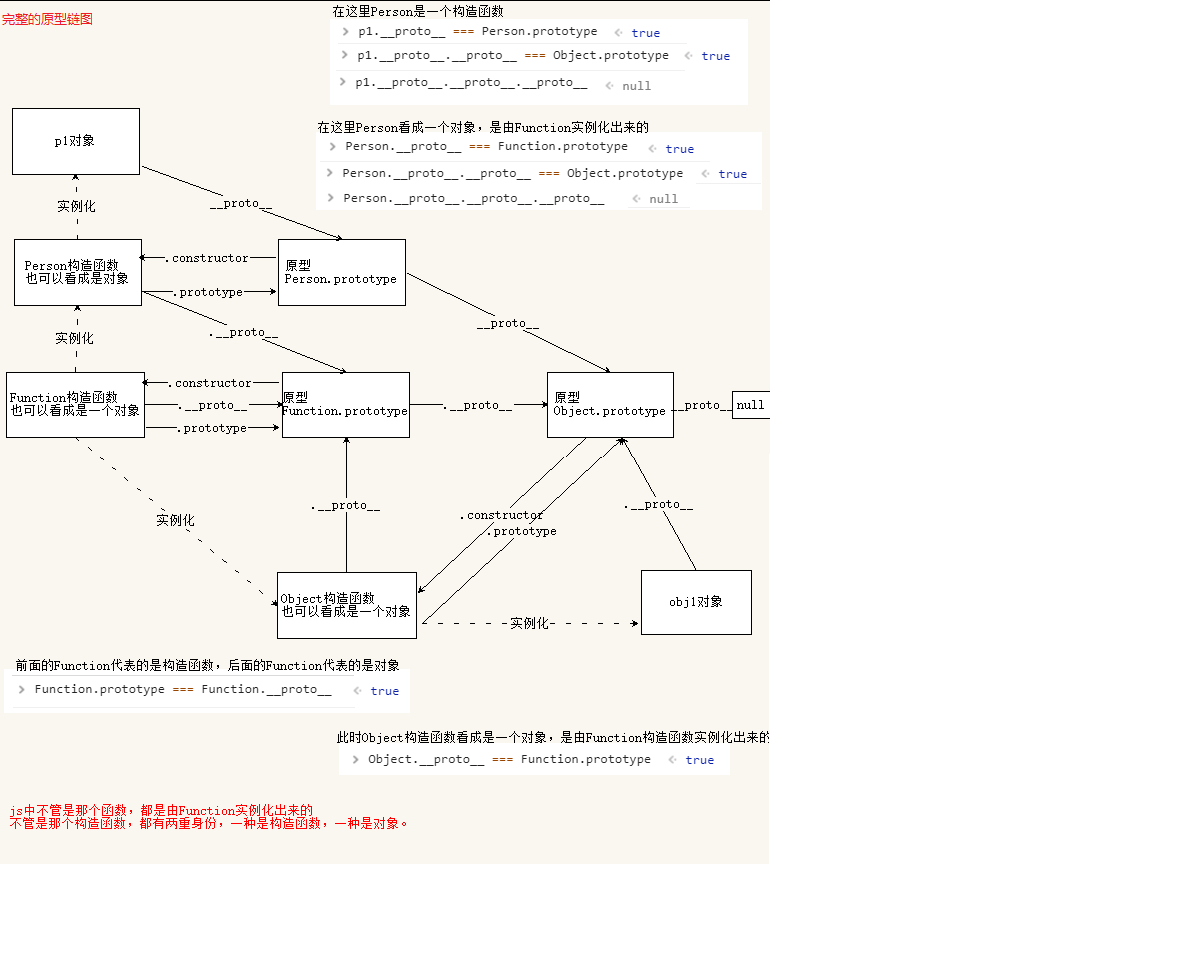 完整的原型链图
在这里Person是一个构造函数
p1.__proto__ === Person.prototype
true
p1.__proto__.__proto__ === Object.prototype
true
p1.__proto__.__proto__.__proto__
null
在这里Person看成一个对象，是由Function实例化出来的
Person.__proto__ === Function.prototype
true
Person.__proto__.__proto__ === Object.prototype
true
Person.__proto__.__proto__.__proto__
null
p1对象
实例化
__proto__
Person构造函数
也可以看成是对象
.constructor
.prototype
原型
Person.prototype
实例化
.__proto__
__proto__
Function构造函数
也可以看成是一个对象
.constructor
.__proto__
.prototype
原型
Function.prototype
.__proto__
原型
Object.prototype
__proto__
null
实例化
.__proto__
.constructor
.prototype
.__proto__
Object构造函数
也可以看成是一个对象
实例化
obj1对象
前面的Function代表的是构造函数，后面的Function代表的是对象
Function.prototype === Function.__proto__
true
此时Object构造函数看成是一个对象，是由Function构造函数实例化出来的
Object.__proto__ === Function.prototype
true
js中不管是那个函数，都是由Function实例化出来的
不管是那个构造函数，都有两重身份，一种是构造函数，一种是对象。